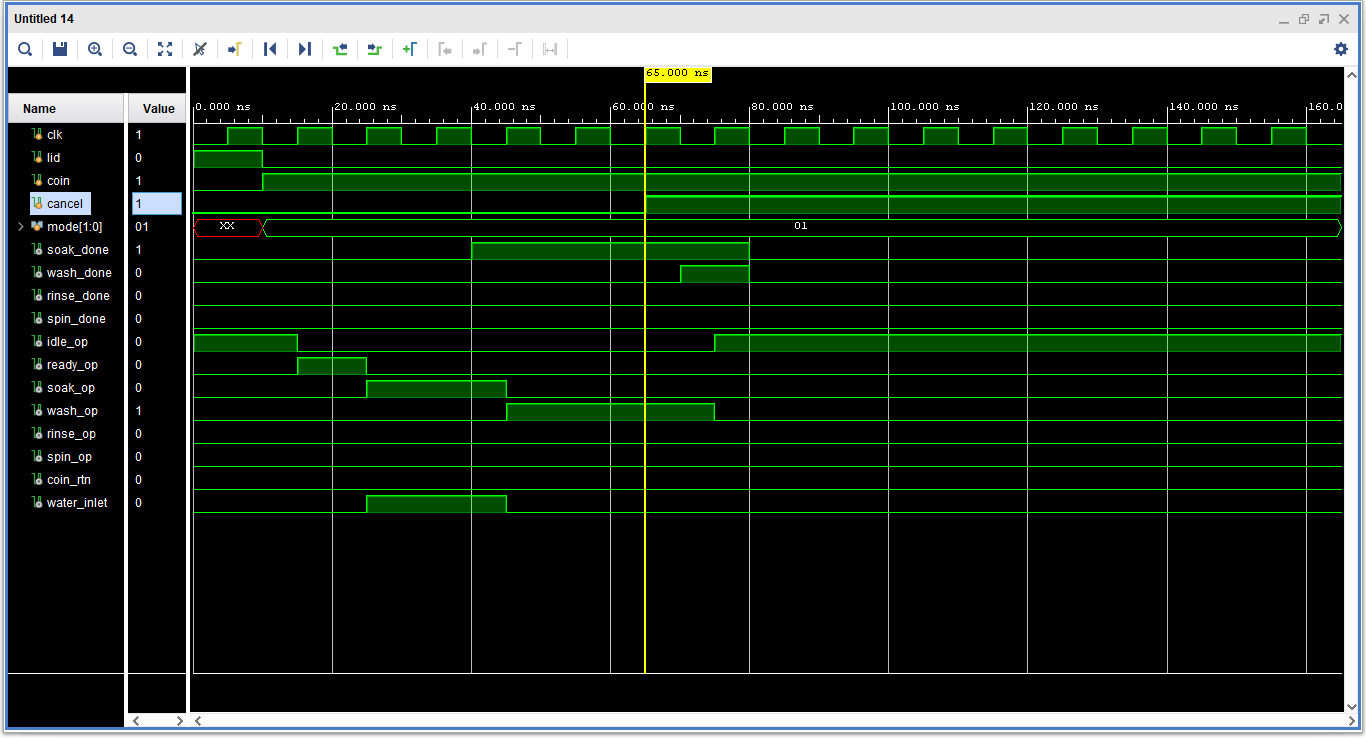 Untitled 14
65.000 ns
Name Value 0.000 ns 20.000 ns 40.000 ns 60.000 ns 80.000 ns 100.000 ns 120.000 ns 140.000 ns 160.0
clk 1
lid 0
coin 1
cancel 1
mode[1:0] 01 XX 01
soak_done 1
wash_done 0
rinse_done 0
spin_done 0
idle_op 0
ready_op 0
soak_op 0
wash_op 1
rinse_op 0
spin_op 0
coin_rtn 0
water_inlet 0